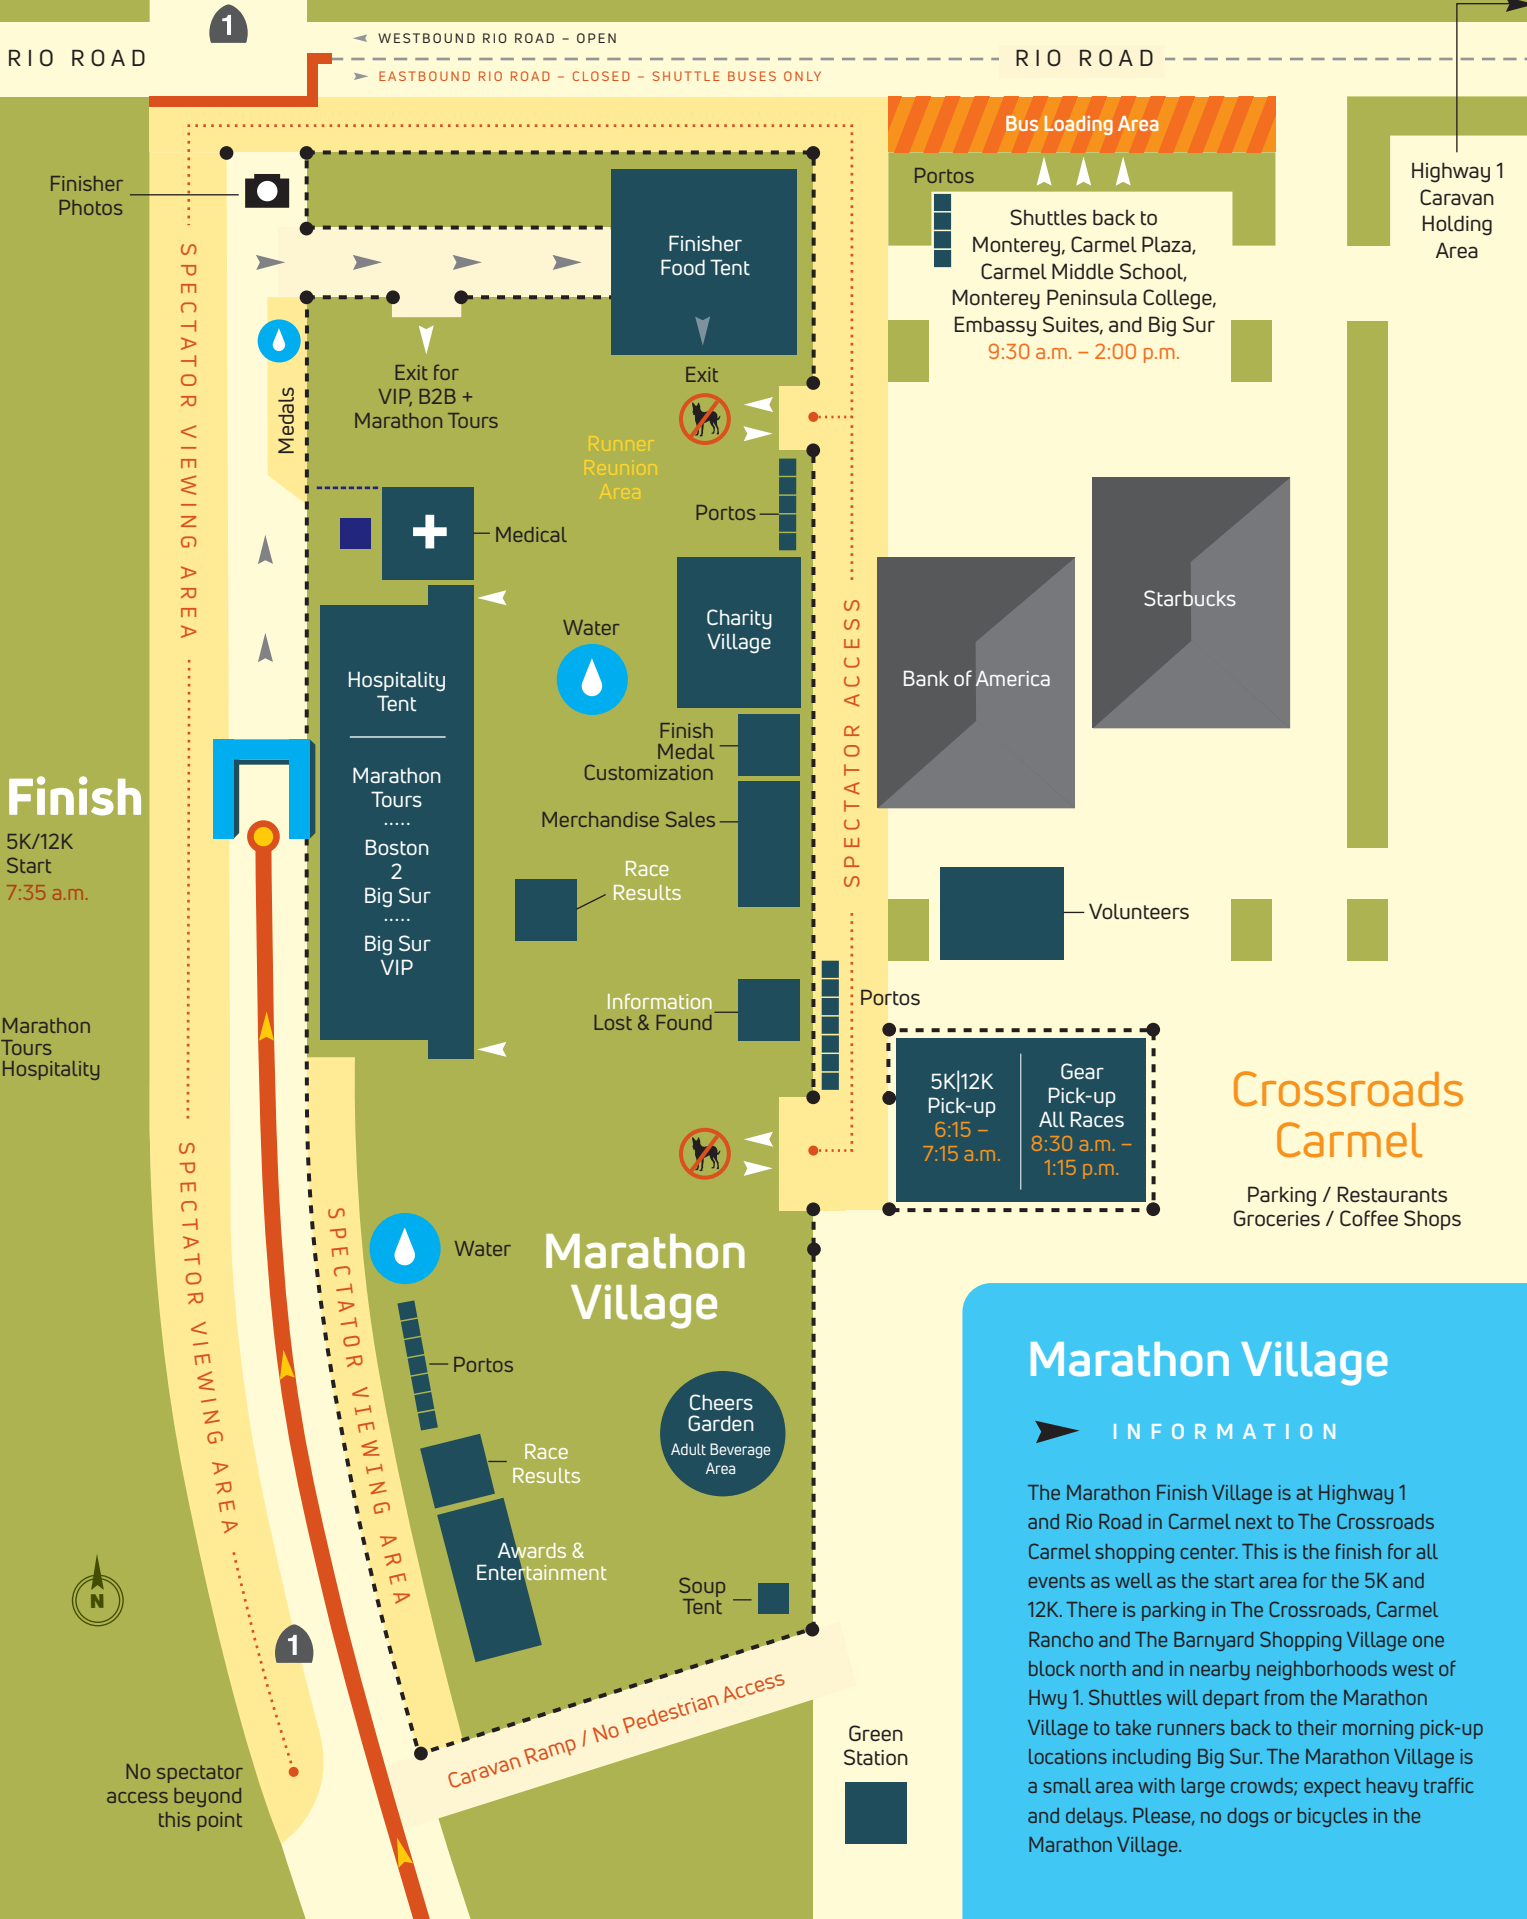 1
WESTBOUND RIO ROAD – OPEN
RIO ROAD
RIO ROAD
EASTBOUND RIO ROAD – CLOSED – SHUTTLE BUSES ONLY
Bus Loading Area
Finisher
Photos
Portos
Highway 1
Caravan
Holding
Area
Shuttles back to
Monterey, Carmel Plaza,
Carmel Middle School,
Monterey Peninsula College,
Embassy Suites, and Big Sur
9:30 a.m. – 2:00 p.m.
SPECTATOR VIEWING AREA
Finisher
Food Tent
Exit
Exit for
VIP, B2B +
Marathon Tours
Medals
Runner
Reunion
Area
Portos
Medical
Starbucks
Charity
Village
Water
Bank of America
SPECTATOR ACCESS
Hospitality
Tent
Marathon
Tours
.....
Boston
2
Big Sur
.....
Big Sur
VIP
Finish
Medal
Customization
Merchandise Sales
Finish
5K/12K
Start
7:35 a.m.
Race
Results
Volunteers
Information
Lost & Found
Portos
Marathon
Tours
Hospitality
5K|12K
Pick-up
6:15 –
7:15 a.m.
Gear
Pick-up
All Races
8:30 a.m. –
1:15 p.m.
Crossroads
Carmel
Parking / Restaurants
Groceries / Coffee Shops
SPECTATOR VIEWING AREA
SPECTATOR VIEWING AREA
Water
Marathon
Village
Portos
Cheers
Garden
Adult Beverage
Area
Race
Results
Awards &
Entertainment
Soup
Tent
N
1
Caravan Ramp / No Pedestrian Access
No spectator
access beyond
this point
Green
Station
Marathon Village
INFORMATION
The Marathon Finish Village is at Highway 1
and Rio Road in Carmel next to The Crossroads
Carmel shopping center. This is the finish for all
events as well as the start area for the 5K and
12K. There is parking in The Crossroads, Carmel
Rancho and The Barnyard Shopping Village one
block north and in nearby neighborhoods west of
Hwy 1. Shuttles will depart from the Marathon
Village to take runners back to their morning pick-up
locations including Big Sur. The Marathon Village is
a small area with large crowds; expect heavy traffic
and delays. Please, no dogs or bicycles in the
Marathon Village.